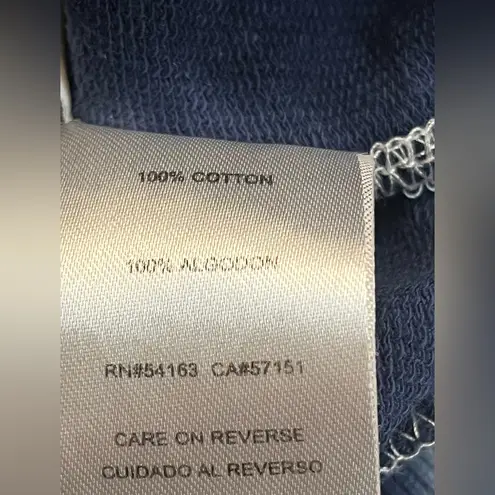 100% COTTON
100% ALGODON
RN#54163 CA#57151
CARE ON REVERSE
CUIDADO AL REVERSO